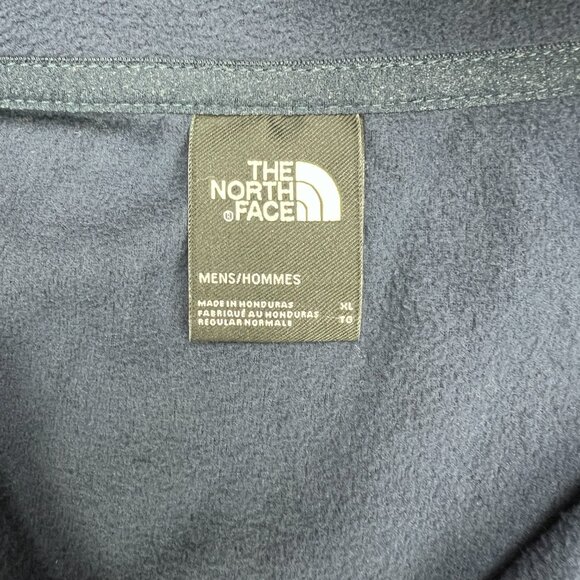 THE
NORTH
FACE
MENS/HOMMES
MADE IN HONDURAS XL
FABRIQUÉ AU HONDURAS
REGULAR NORMALE TG